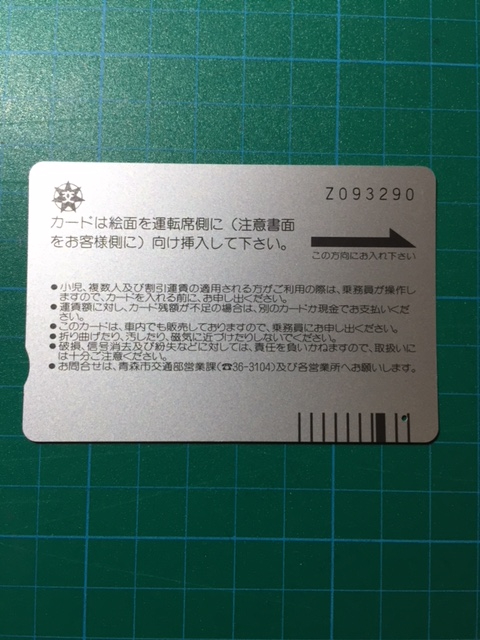 交
Z093290
カードは絵面を運転席側に（注意書面
をお客様側に）向け挿入して下さい。
この方向にお入れ下さい
●小児、複数人及び割引運賃の適用される方がご利用の際は、乗務員が操作し
ますので、カードを入れる前に、お申し出ください。
●運賃額に対し、カード残額が不足の場合は、別のカードか現金でお支払いくだ
さい。
●このカードは、車内でも販売しておりますので、乗務員にお申し出ください。
●折り曲げたり、汚したり、磁気に近づけたりしないでください。
●破損、信号消去及び紛失などに対しては、責任を負いかねますので、取扱いに
は十分ご注意ください。
●お問合せは、青森市交通部営業課(☎36-3104)及び各営業所へお願いします。